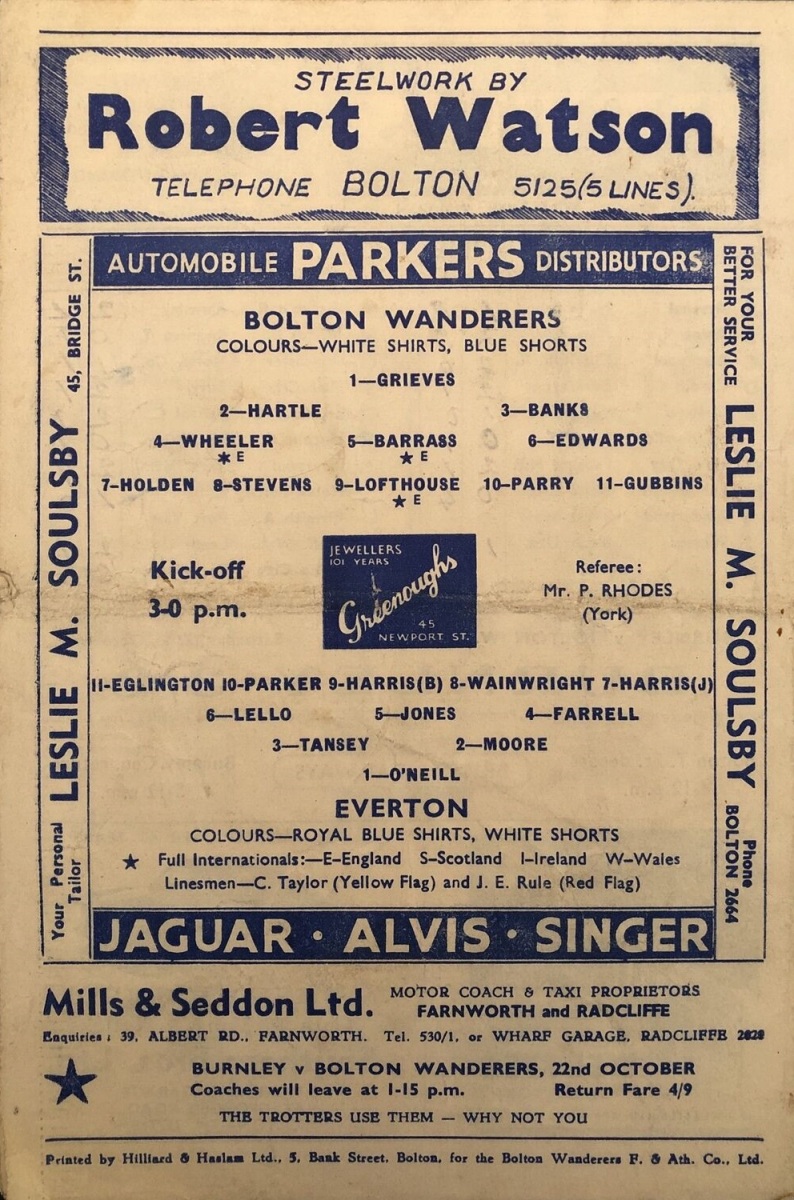 STEELWORK BY
Robert Watson
TELEPHONE BOLTON 5125 (5 LINES).
AUTOMOBILE PARKERS DISTRIBUTORS
Your Personal Tailor LESLIE M. SOULSBY 45, BRIDGE ST.
FOR YOUR BETTER SERVICE LESLIE M. SOULSBY Phone BOLTON 2664
BOLTON WANDERERS
COLOURS—WHITE SHIRTS, BLUE SHORTS
1—GRIEVES
2—HARTLE 3—BANKS
4—WHEELER 5—BARRASS 6—EDWARDS
★ E ★ E
7-HOLDEN 8-STEVENS 9-LOFTHOUSE 10-PARRY 11-GUBBINS
★ E
Kick-off
3-0 p.m.
JEWELLERS
101 YEARS
Greenoughs
45
NEWPORT ST.
Referee:
Mr. P. RHODES
(York)
11-EGLINGTON 10-PARKER 9-HARRIS(B) 8-WAINWRIGHT 7-HARRIS(J)
6—LELLO 5—JONES 4—FARRELL
3—TANSEY 2—MOORE
1—O'NEILL
EVERTON
COLOURS—ROYAL BLUE SHIRTS, WHITE SHORTS
★ Full Internationals:—E–England S–Scotland I–Ireland W–Wales
Linesmen—C. Taylor (Yellow Flag) and J. E. Rule (Red Flag)
JAGUAR · ALVIS · SINGER
Mills & Seddon Ltd. MOTOR COACH & TAXI PROPRIETORS
FARNWORTH and RADCLIFFE
Enquiries: 39, ALBERT RD., FARNWORTH. Tel. 530/1, or WHARF GARAGE, RADCLIFFE
BURNLEY v BOLTON WANDERERS, 22nd OCTOBER
Coaches will leave at 1-15 p.m. Return Fare 4/9
THE TROTTERS USE THEM — WHY NOT YOU
Printed by Hilliard & Haslam Ltd., 5, Bank Street, Bolton, for the Bolton Wanderers F. & Ath. Co., Ltd.